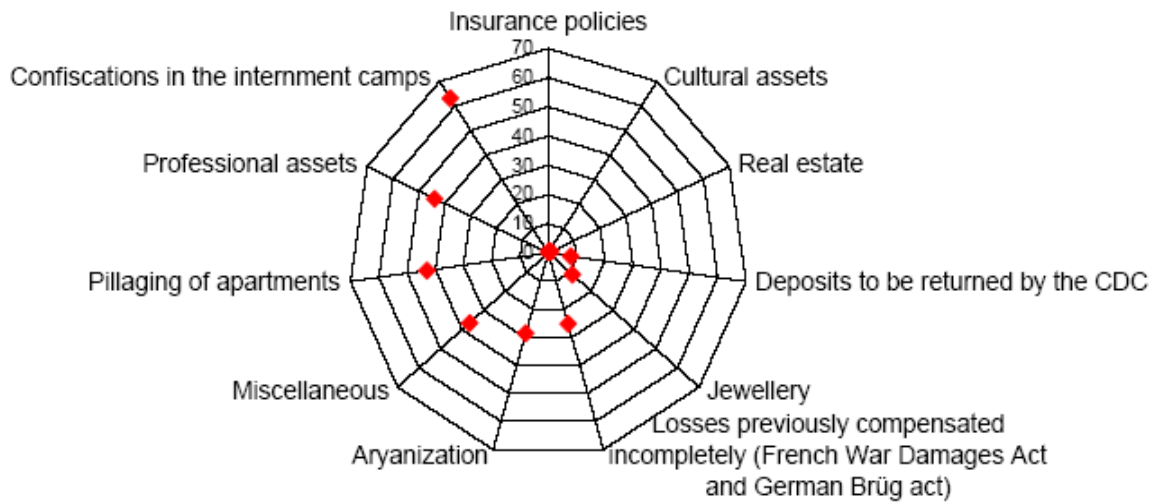 Insurance policies
70
Confiscations in the internment camps
60
Cultural assets
50
40
Professional assets
30
Real estate
20
10
0
Pillaging of apartments
Deposits to be returned by the CDC
Miscellaneous
Jewellery
Losses previously compensated
Aryanization
incompletely (French War Damages Act
and German Brüg act)